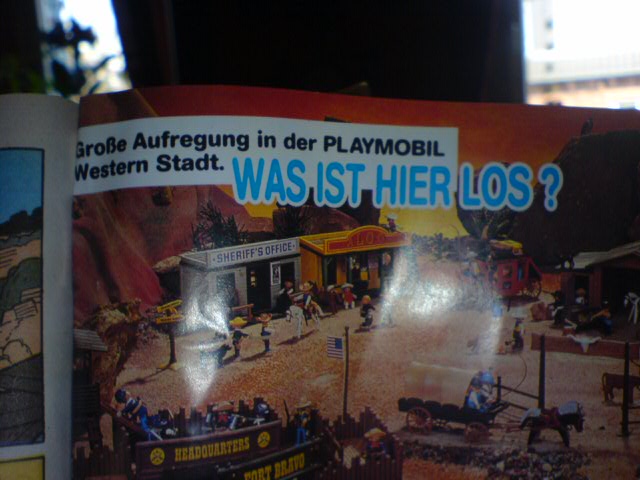 Große Aufregung in der PLAYMOBIL
Western Stadt.
WAS IST HIER LOS ?
SHERIFF'S OFFICE
HEADQUARTERS
FORT BRAVO